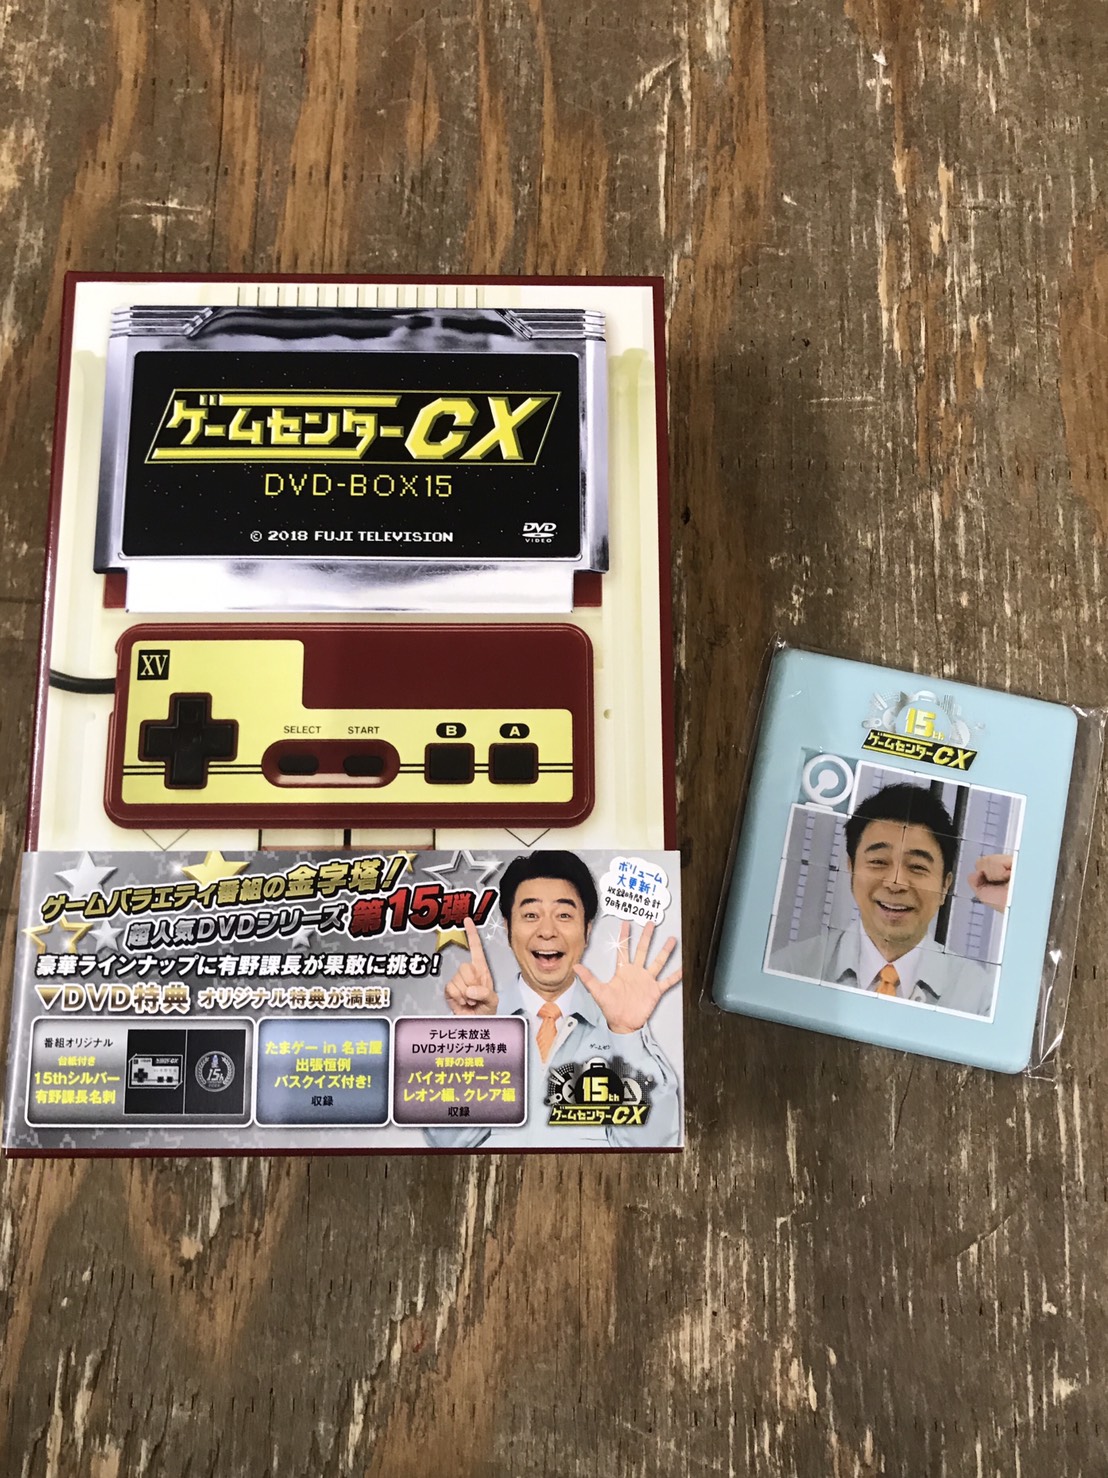 ゲームセンターCX
DVD-BOX15
© 2018 FUJI TELEVISION
DVD
VIDEO
XV
SELECT START
B A
ゲームバラエティ番組の金字塔!
超人気DVDシリーズ 第15弾!
豪華ラインナップに有野課長が果敢に挑む!
▼DVD特典 オリジナル特典が満載!
ボリューム
大更新!
収録時間合計
9時間20分!
番組オリジナル
台紙付き
15thシルバー
有野課長名刺
たまゲー in 名古屋
出張恒例
バスクイズ付き!
収録
テレビ未放送
DVDオリジナル特典
有野の挑戦
バイオハザード2
レオン編、クレア編
収録
15th
ゲームセンターCX
15th
ゲームセンターCX